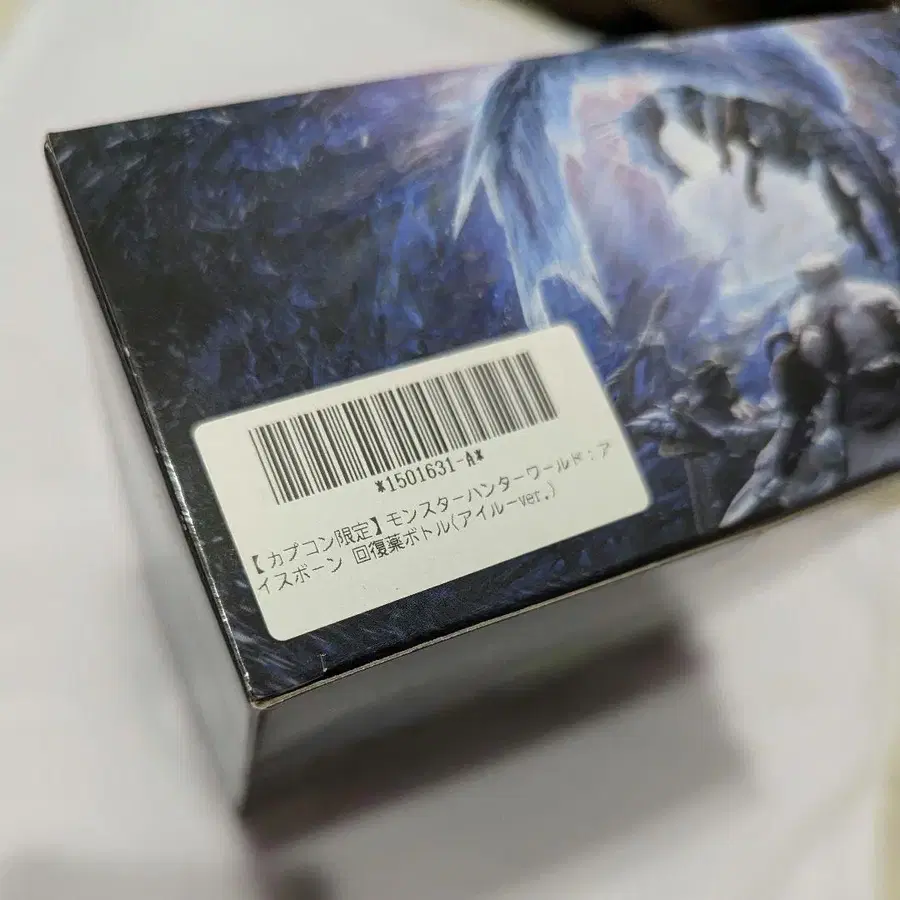 *1501631-A*
【カプコン限定】モンスターハンターワールド:ア
イスボーン 回復薬ボトル(アイルーver.)